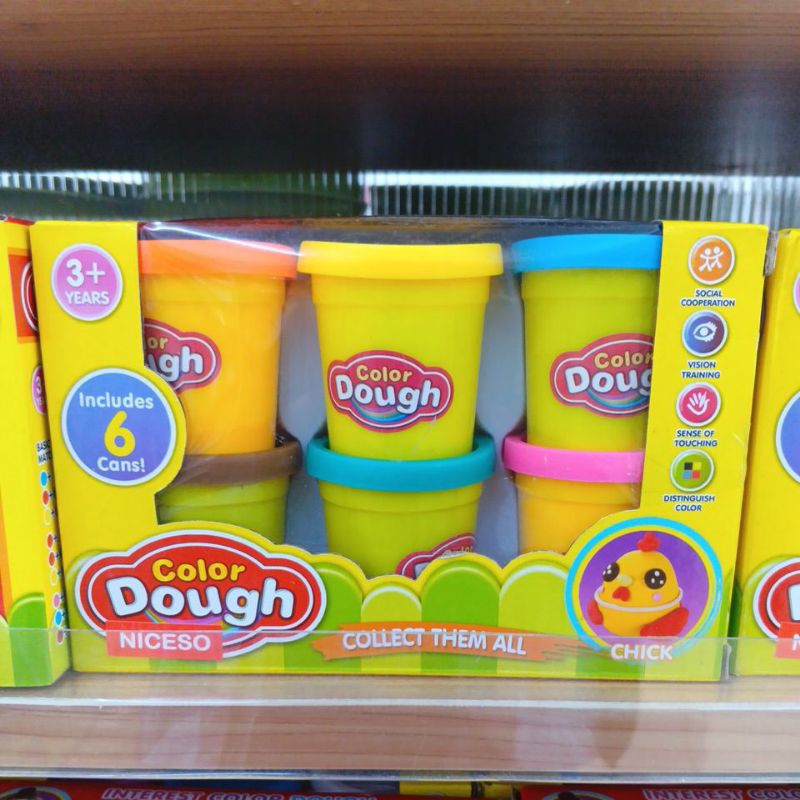 3+
YEARS
Includes
6
Cans!
Color
Dough
Color
Dough
SOCIAL
COOPERATION
VISION
TRAINING
SENSE OF
TOUCHING
DISTINGUISH
COLOR
Color
Dough
NICESO
COLLECT THEM ALL
CHICK
INTEREST COLOR DOUGH